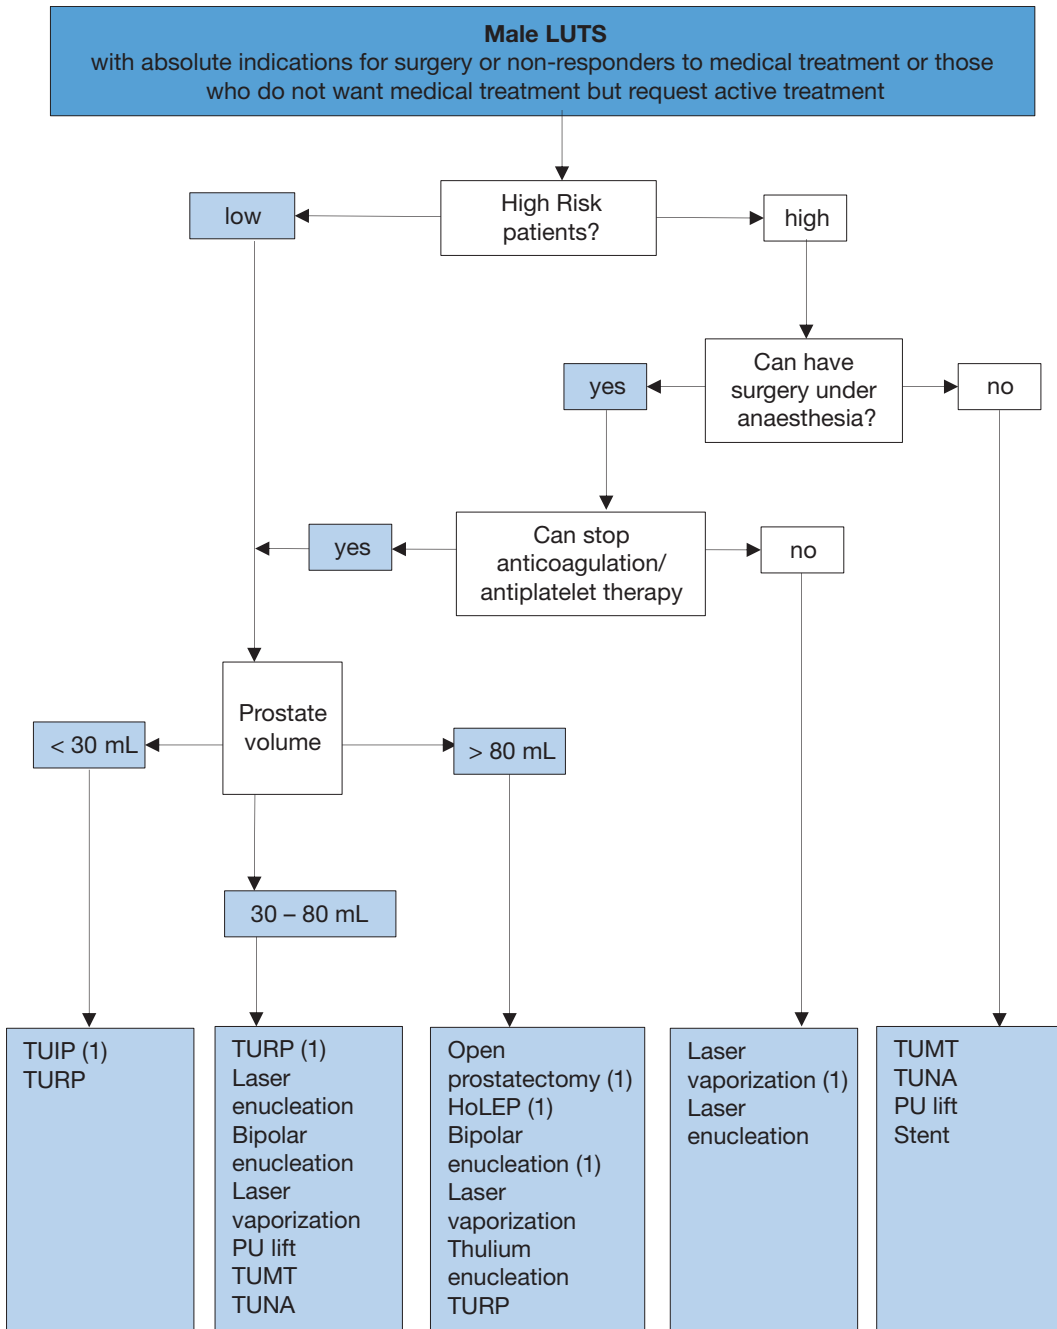 Male LUTS
with absolute indications for surgery or non-responders to medical treatment or those
who do not want medical treatment but request active treatment
low
High Risk
patients?
high
Can have
surgery under
anaesthesia?
yes
no
Can stop
anticoagulation/
antiplatelet therapy
yes
no
Prostate
volume
< 30 mL
> 80 mL
30 – 80 mL
TUIP (1)
TURP
TURP (1)
Laser
enucleation
Bipolar
enucleation
Laser
vaporization
PU lift
TUMT
TUNA
Open
prostatectomy (1)
HoLEP (1)
Bipolar
enucleation (1)
Laser
vaporization
Thulium
enucleation
TURP
Laser
vaporization (1)
Laser
enucleation
TUMT
TUNA
PU lift
Stent